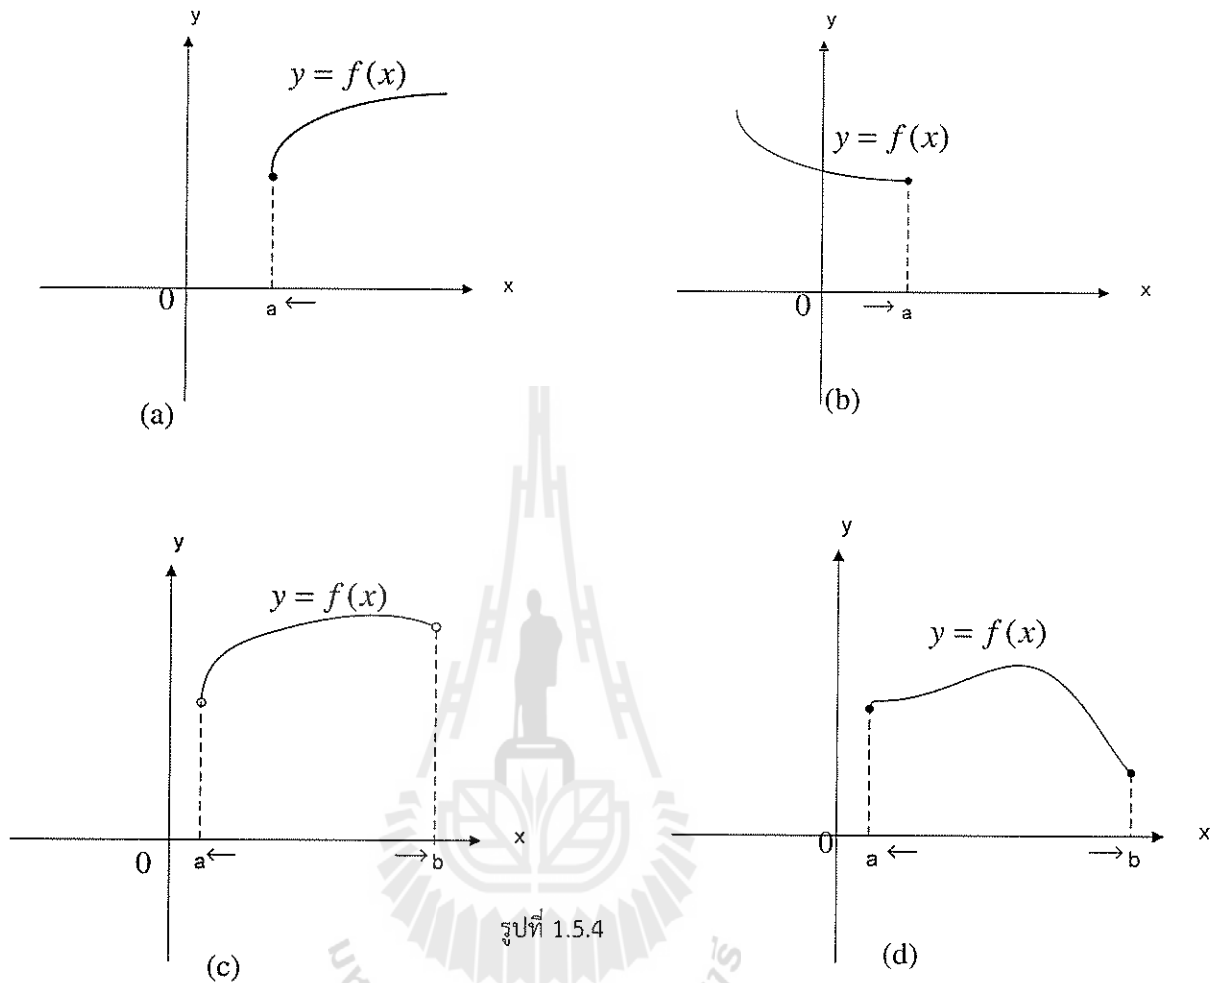 y
y = f(x)
x
0
a ←
(a)
y
y = f(x)
x
0
→ a
(b)
y
y = f(x)
x
0
a ←
→ b
(c)
y
y = f(x)
x
0
a ←
→ b
(d)
รูปที่ 1.5.4